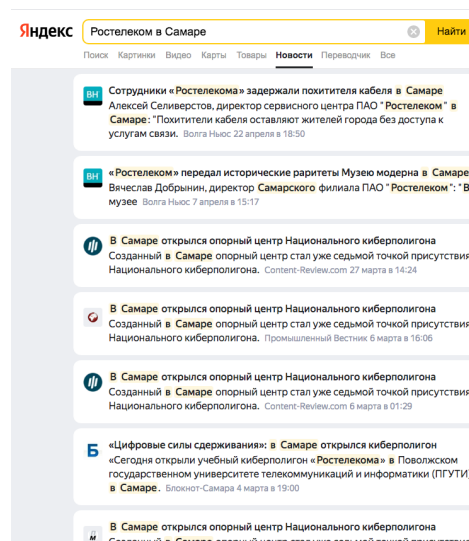 Яндекс
Ростелеком в Самаре
Найти
Поиск Картинки Видео Карты Товары Новости Переводчик Все
ВН
Сотрудники «Ростелекома» задержали похитителя кабеля в Самаре
Алексей Селиверстов, директор сервисного центра ПАО "Ростелеком" в
Самаре: "Похитители кабеля оставляют жителей города без доступа к
услугам связи. Волга Ньюс 22 апреля в 18:50
ВН
«Ростелеком» передал исторические раритеты Музею модерна в Самаре
Вячеслав Добрынин, директор Самарского филиала ПАО "Ростелеком": "В
музее Волга Ньюс 7 апреля в 15:17
В Самаре открылся опорный центр Национального киберполигона
Созданный в Самаре опорный центр стал уже седьмой точкой присутствия
Национального киберполигона. Content-Review.com 27 марта в 14:24
В Самаре открылся опорный центр Национального киберполигона
Созданный в Самаре опорный центр стал уже седьмой точкой присутствия
Национального киберполигона. Промышленный Вестник 6 марта в 16:06
В Самаре открылся опорный центр Национального киберполигона
Созданный в Самаре опорный центр стал уже седьмой точкой присутствия
Национального киберполигона. Content-Review.com 6 марта в 01:29
Б
«Цифровые силы сдерживания»: в Самаре открылся киберполигон
«Сегодня открыли учебный киберполигон «Ростелекома» в Поволжском
государственном университете телекоммуникаций и информатики (ПГУТИ)
в Самаре. Блокнот-Самара 4 марта в 19:00
В Самаре открылся опорный центр Национального киберполигона